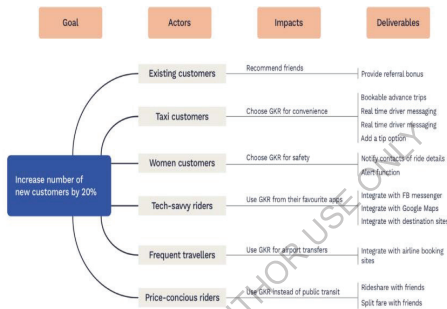 Goal
Actors
Impacts
Deliverables
Existing customers
Recommend friends
Provide referral bonus
Taxi customers
Choose GKR for convenience
Bookable advance trips
Real time driver messaging
Real time driver messaging
Add a tip option
Women customers
Choose GKR for safety
Notify contacts of ride details
Alert function
Increase number of
new customers by 20%
Tech-savvy riders
Use GKR from their favourite apps
Integrate with FB messenger
Integrate with Google Maps
Integrate with destination sites
Frequent travellers
Use GKR for airport transfers
Integrate with airline booking
sites
Price-concious riders
Use GKR instead of public transit
Rideshare with friends
Split fare with friends
THOR USE ONLY